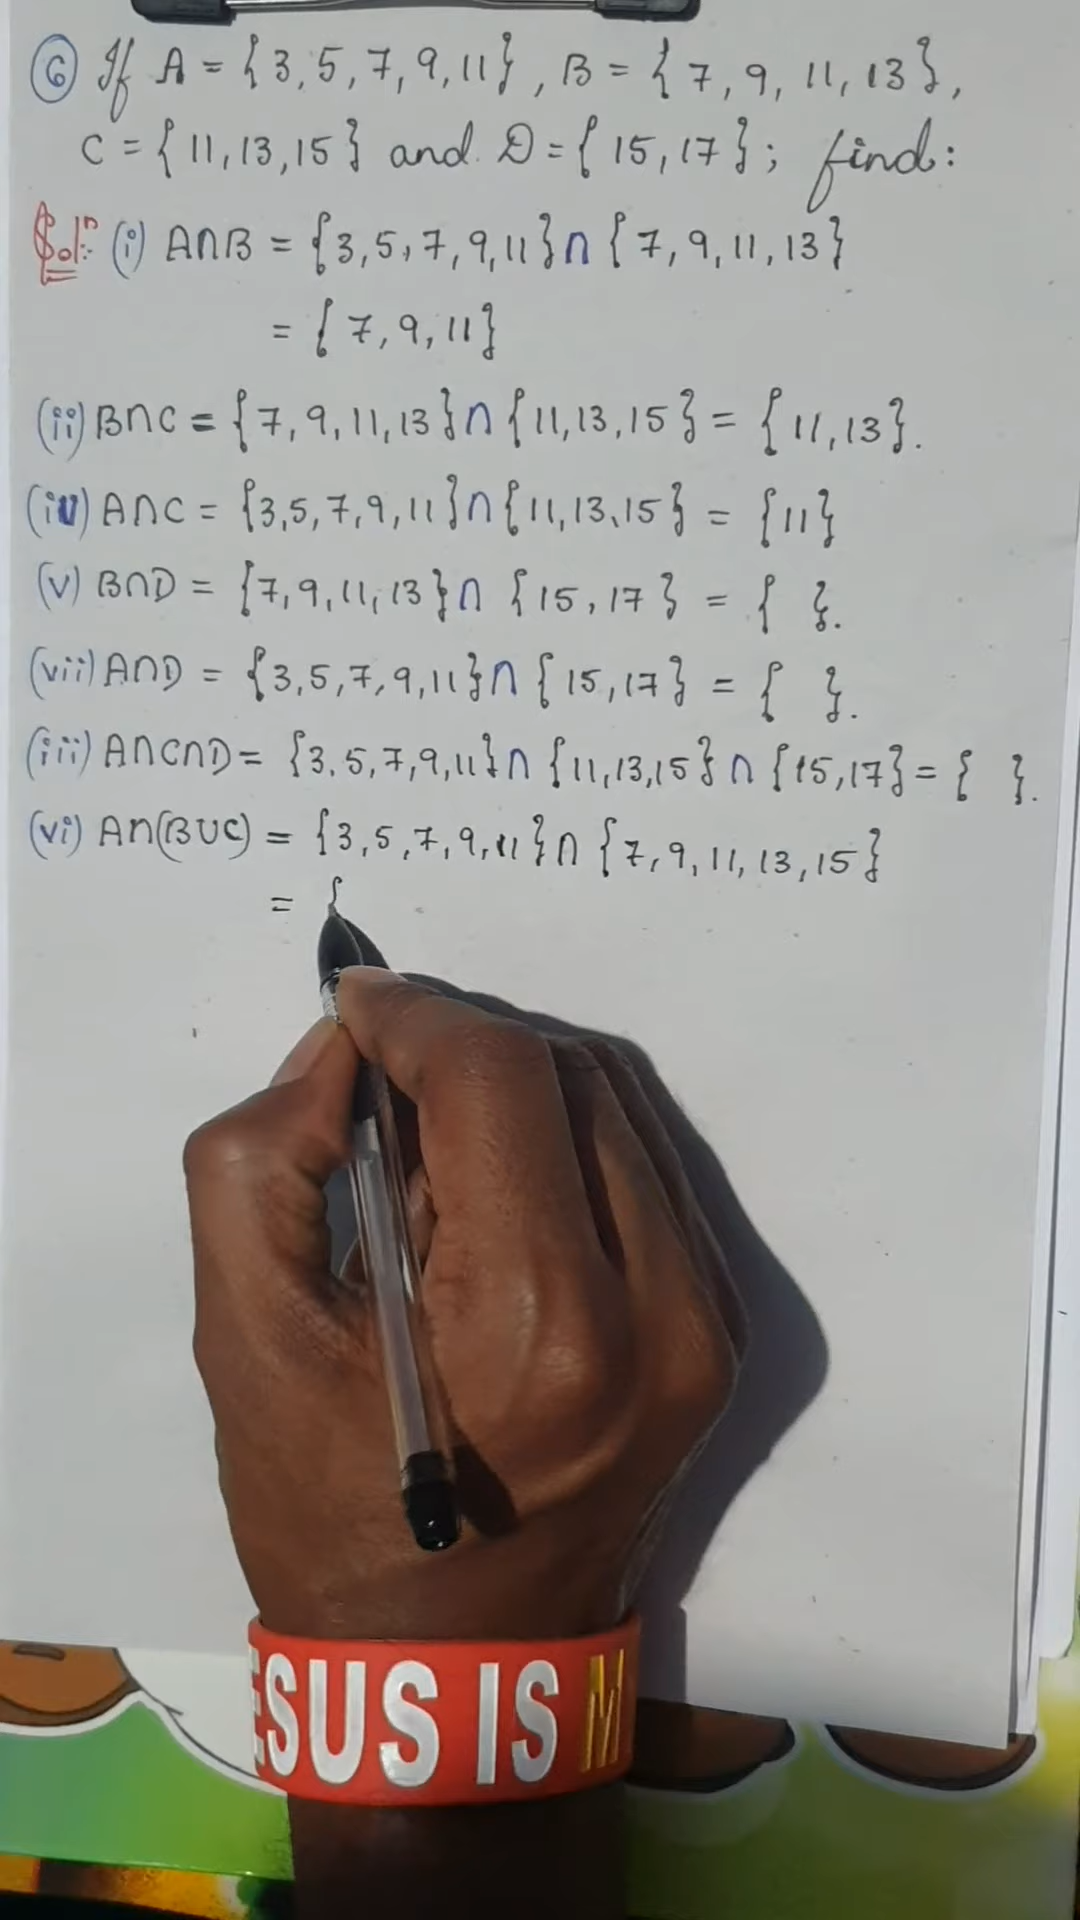 6 If A = {3, 5, 7, 9, 11}, B = {7, 9, 11, 13},
C = {11, 13, 15} and D = {15, 17}; find:
Solⁿ: (i) A∩B = {3, 5, 7, 9, 11} ∩ {7, 9, 11, 13}
= {7, 9, 11}
(ii) B∩C = {7, 9, 11, 13} ∩ {11, 13, 15} = {11, 13}.
(iv) A∩C = {3, 5, 7, 9, 11} ∩ {11, 13, 15} = {11}
(v) B∩D = {7, 9, 11, 13} ∩ {15, 17} = { }.
(vii) A∩D = {3, 5, 7, 9, 11} ∩ {15, 17} = { }.
(iii) A∩C∩D = {3, 5, 7, 9, 11} ∩ {11, 13, 15} ∩ {15, 17} = { }.
(vi) A∩(B∪C) = {3, 5, 7, 9, 11} ∩ {7, 9, 11, 13, 15}
= {
ESUS IS M